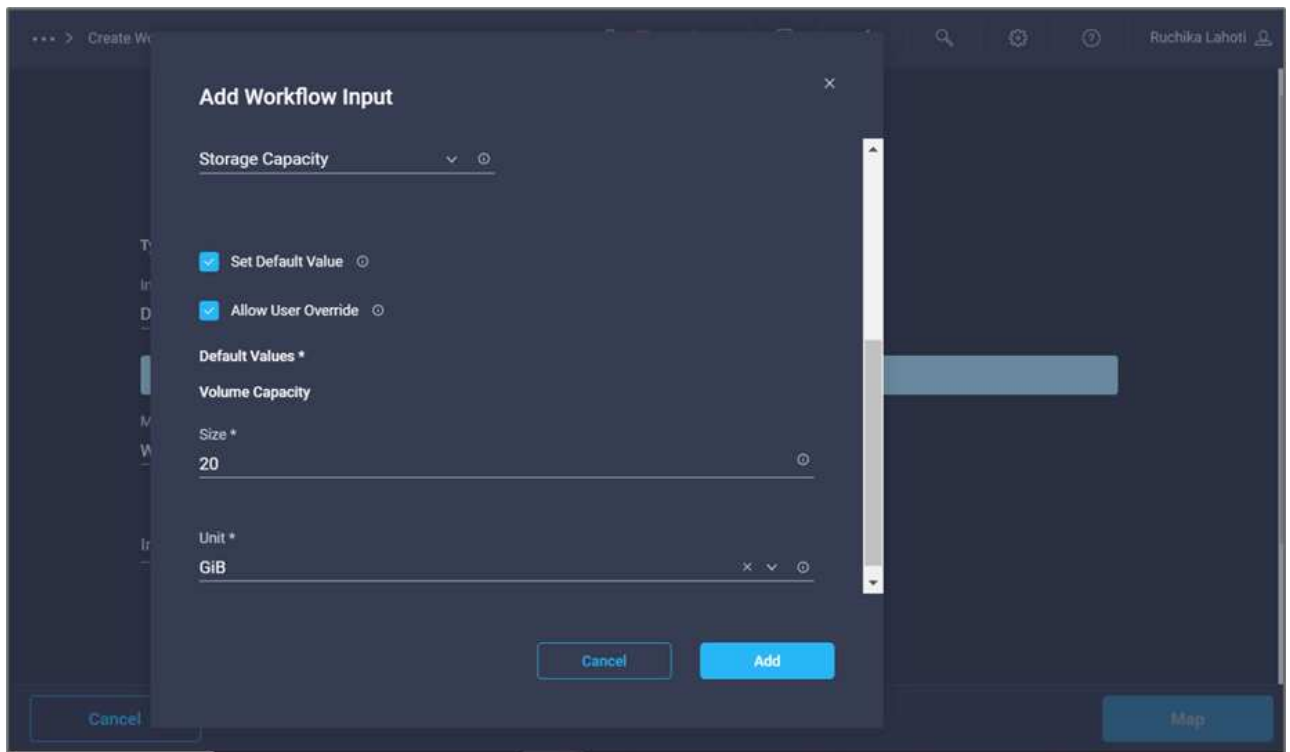 ••• > Create Wo
Ruchika Lahoti
Add Workflow Input
Storage Capacity
Set Default Value
Allow User Override
Default Values *
Volume Capacity
Size *
20
Unit *
GiB
Cancel
Add
Cancel
Map